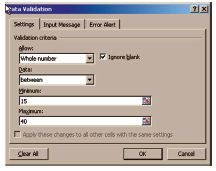 Data Validation
Settings Input Message Error Alert
Validation criteria
Allow:
Whole number Ignore blank
Data:
between
Minimum:
15
Maximum:
40
Apply these changes to all other cells with the same settings
Clear All OK Cancel